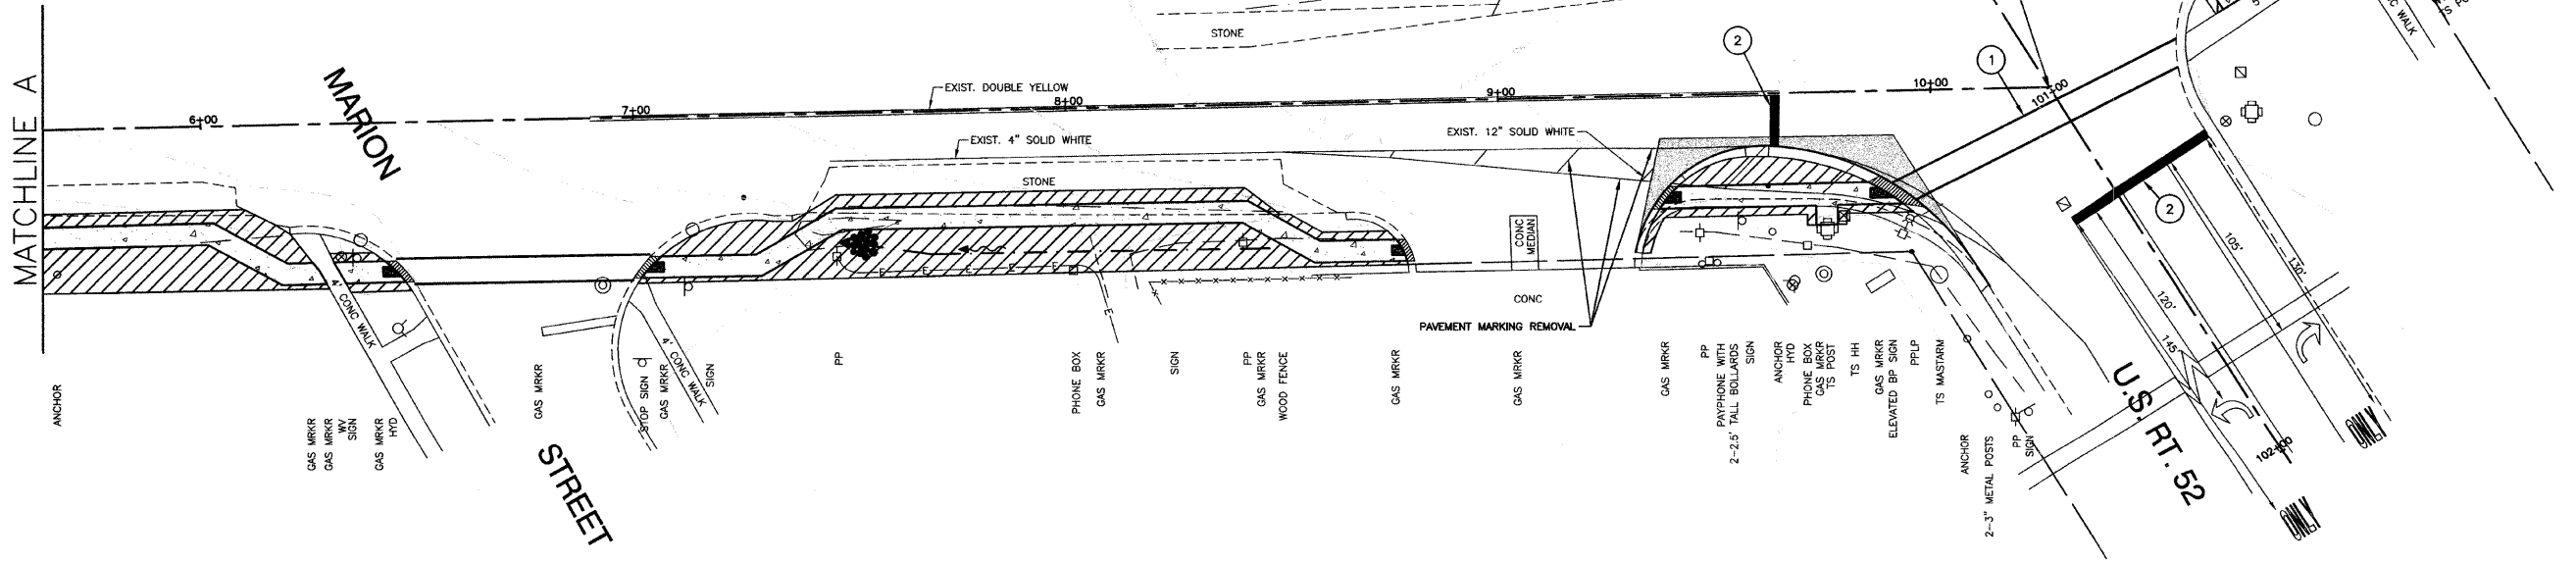 MATCHLINE A
MARION
STREET
U.S. RT. 52
STONE
EXIST. DOUBLE YELLOW
EXIST. 4" SOLID WHITE
EXIST. 12" SOLID WHITE
STONE
6+00
7+00
8+00
9+00
10+00
101+00
102+00
2
1
2
CONC
MEDIAN
CONC
PAVEMENT MARKING REMOVAL
4' CONC WALK
4' CONC WALK
CONC WALK
105'
130'
120'
145'
ONLY
ONLY
E
E
E
E
E
E
ANCHOR
GAS MRKR
GAS MRKR
WV
SIGN
GAS MRKR
HYD
GAS MRKR
STOP SIGN
GAS MRKR
SIGN
PP
PHONE BOX
GAS MRKR
SIGN
PP
GAS MRKR
WOOD FENCE
GAS MRKR
GAS MRKR
GAS MRKR
PP
PAYPHONE WITH
2-2.5' TALL BOLLARDS
SIGN
ANCHOR
HYD
PHONE BOX
GAS MRKR
TS POST
TS HH
GAS MRKR
ELEVATED BP SIGN
PPLP
TS MASTARM
ANCHOR
2-3" METAL POSTS
PP
SIGN